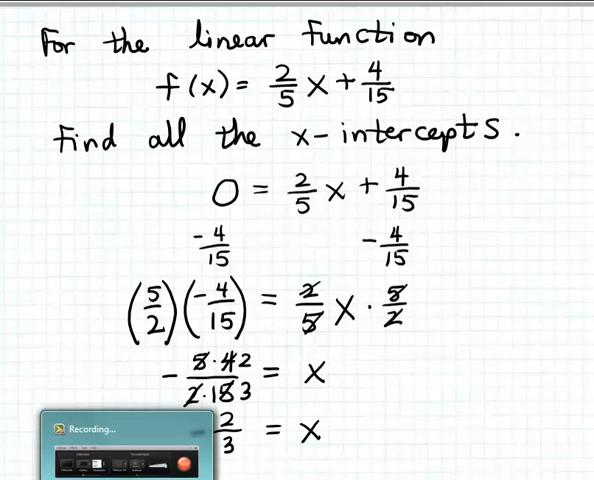 For the linear function
f(x) = 2/5 x + 4/15
Find all the x-intercepts.
0 = 2/5 x + 4/15
-4/15 -4/15
(5/2)(-4/15) = 2/5 x · 5/2
- 5·4 2 / 2·15 3 = x
2/3 = x
Recording...